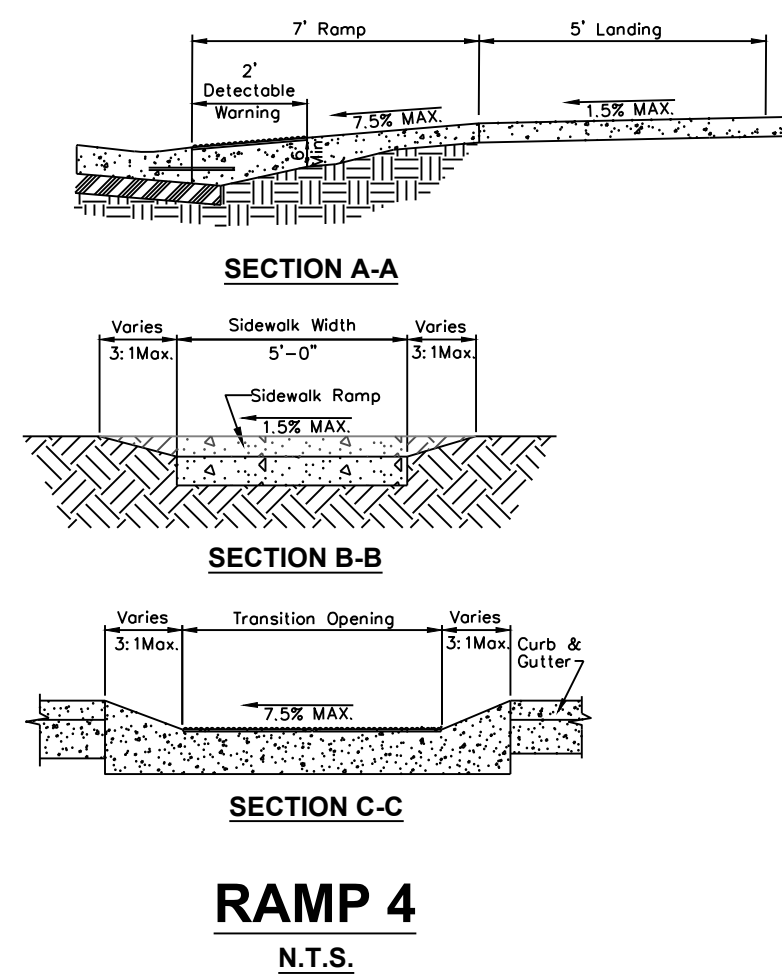 7' Ramp
5' Landing
2'
Detectable
Warning
7.5% MAX.
1.5% MAX.
6"
Min
SECTION A-A
Varies
Sidewalk Width
Varies
3:1Max.
5'-0"
3:1Max.
Sidewalk Ramp
1.5% MAX.
SECTION B-B
Varies
Transition Opening
Varies
3:1Max.
3:1Max.
Curb &
Gutter
7.5% MAX.
SECTION C-C
RAMP 4
N.T.S.